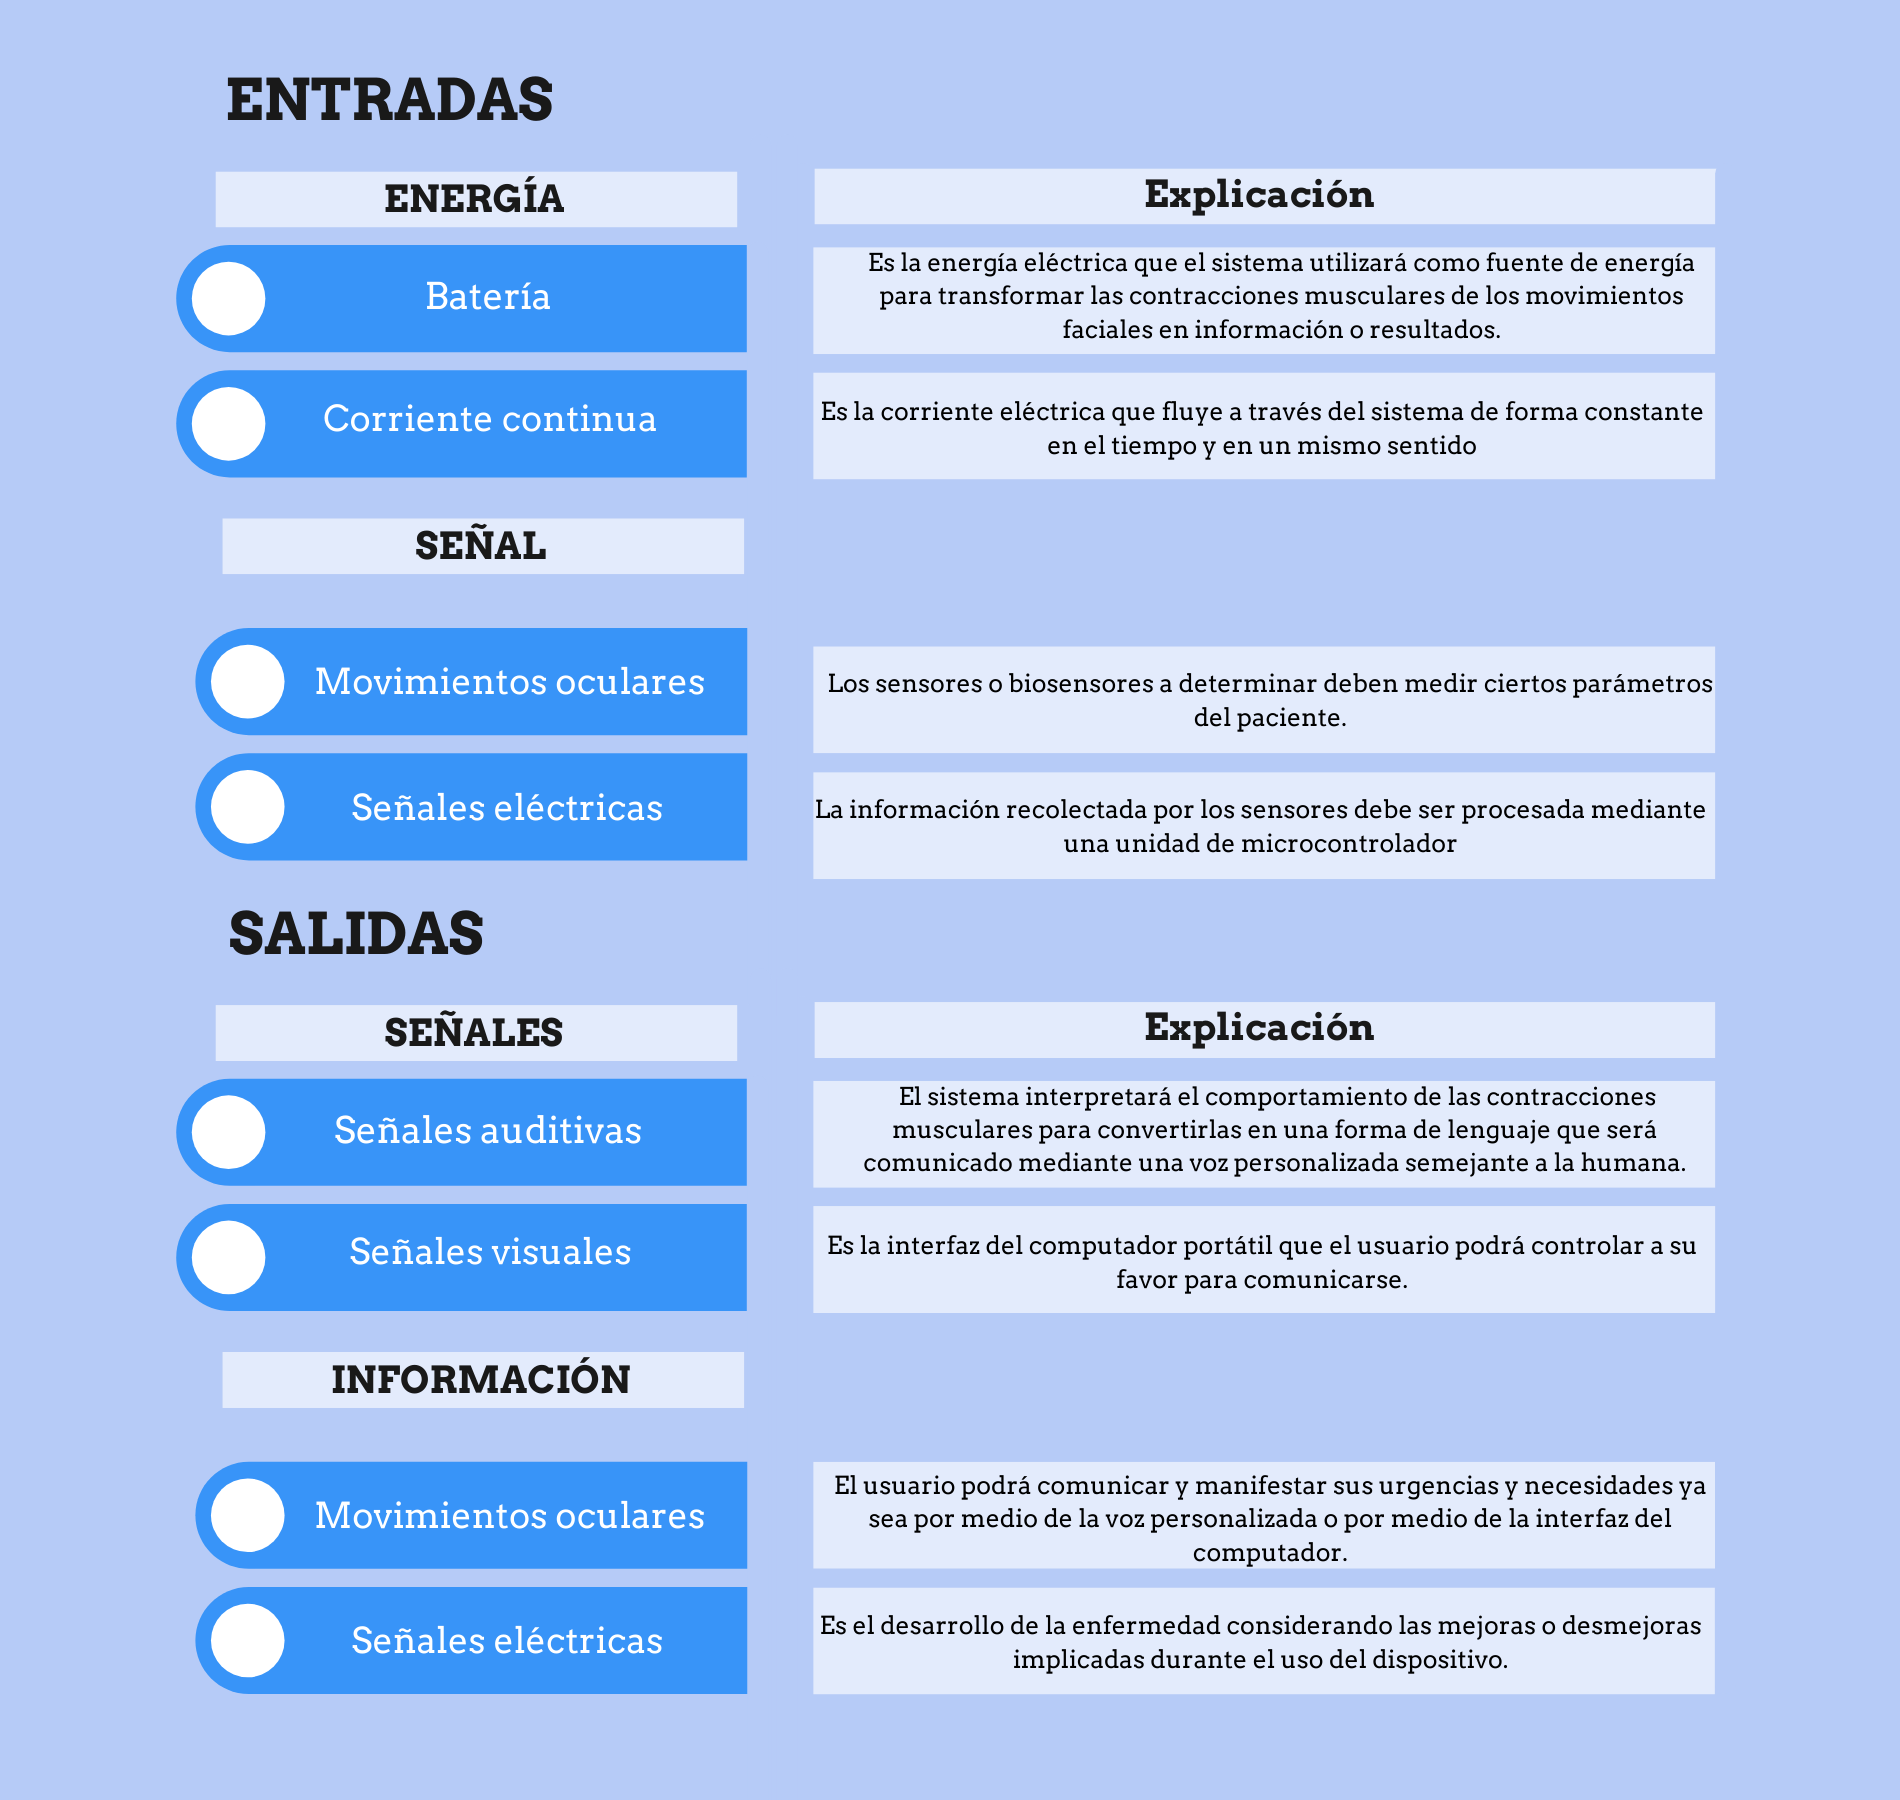 ENTRADAS
ENERGÍA
Explicación
Batería
Es la energía eléctrica que el sistema utilizará como fuente de energía
para transformar las contracciones musculares de los movimientos
faciales en información o resultados.
Corriente continua
Es la corriente eléctrica que fluye a través del sistema de forma constante
en el tiempo y en un mismo sentido
SEÑAL
Movimientos oculares
Los sensores o biosensores a determinar deben medir ciertos parámetros
del paciente.
Señales eléctricas
La información recolectada por los sensores debe ser procesada mediante
una unidad de microcontrolador
SALIDAS
SEÑALES
Explicación
Señales auditivas
El sistema interpretará el comportamiento de las contracciones
musculares para convertirlas en una forma de lenguaje que será
comunicado mediante una voz personalizada semejante a la humana.
Señales visuales
Es la interfaz del computador portátil que el usuario podrá controlar a su
favor para comunicarse.
INFORMACIÓN
Movimientos oculares
El usuario podrá comunicar y manifestar sus urgencias y necesidades ya
sea por medio de la voz personalizada o por medio de la interfaz del
computador.
Señales eléctricas
Es el desarrollo de la enfermedad considerando las mejoras o desmejoras
implicadas durante el uso del dispositivo.